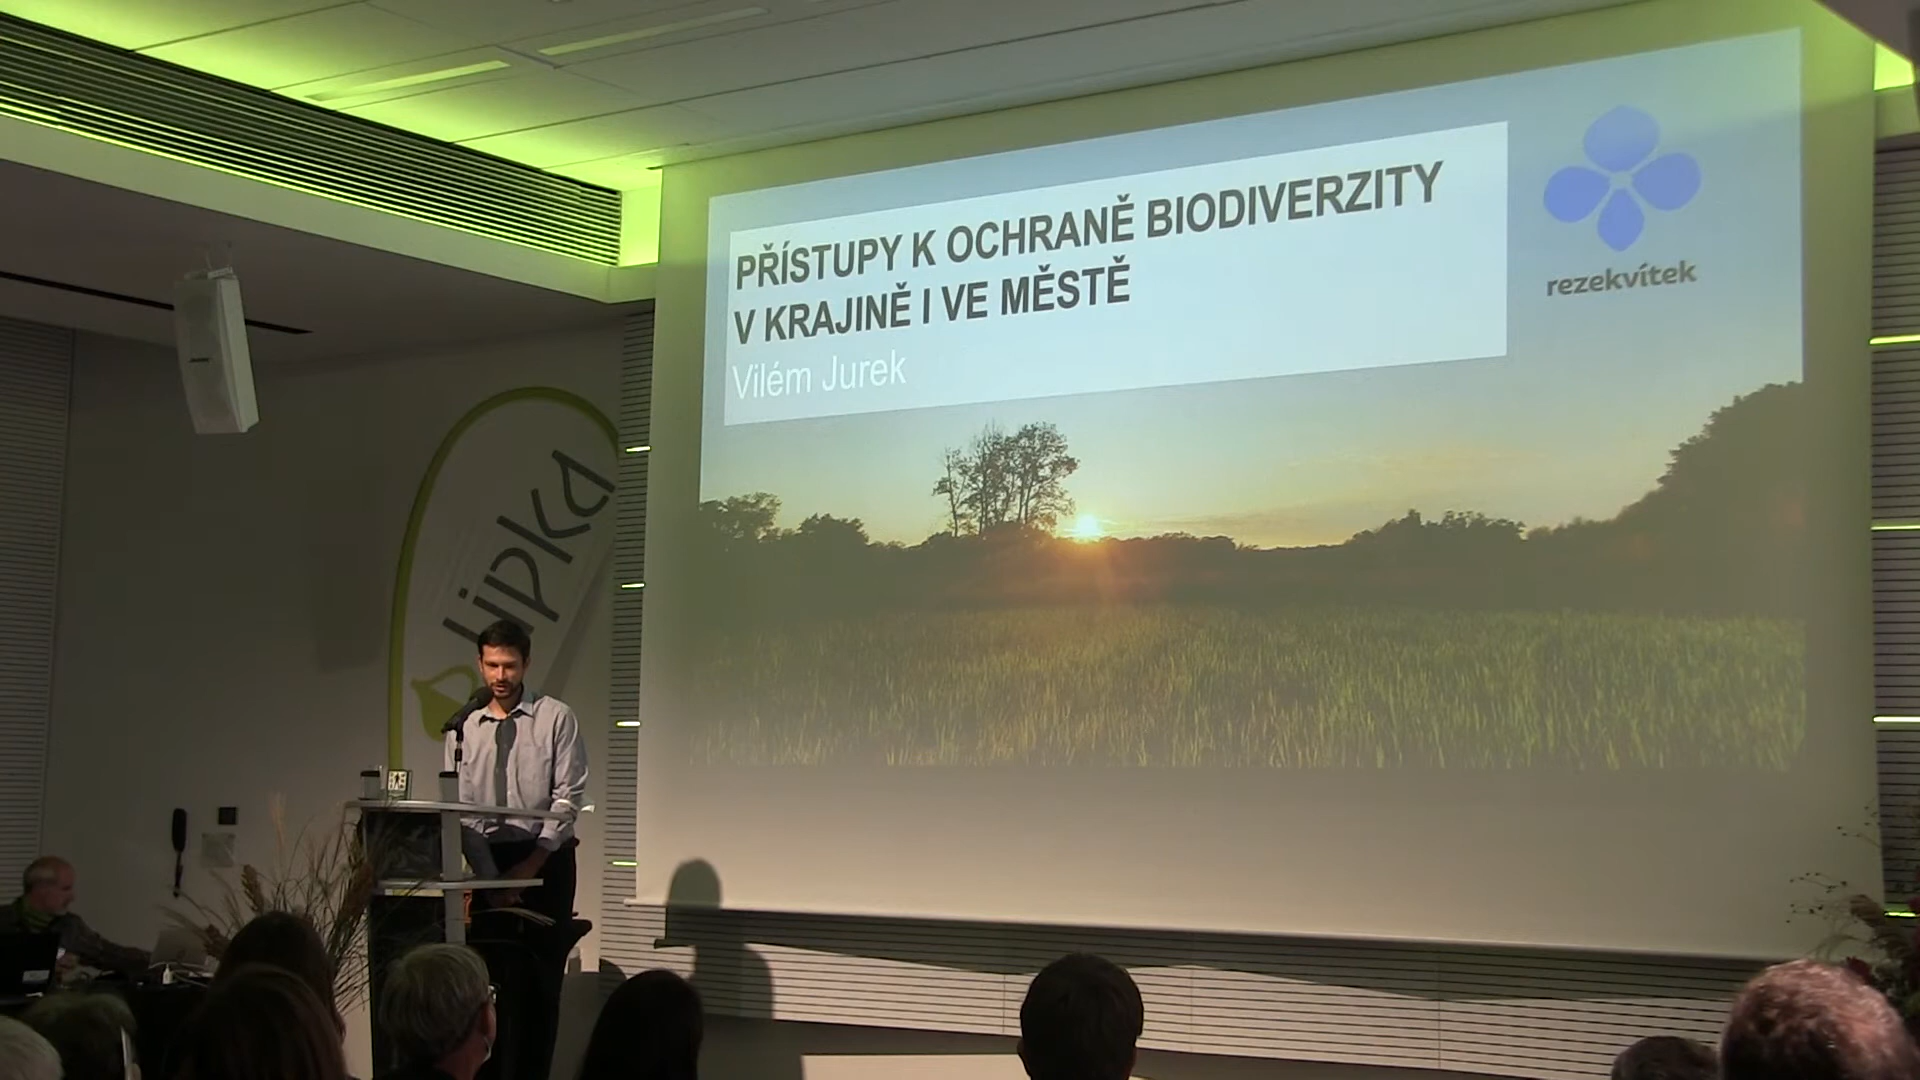 PŘÍSTUPY K OCHRANĚ BIODIVERZITY
V KRAJINĚ I VE MĚSTĚ
Vilém Jurek
rezekvítek
lipka